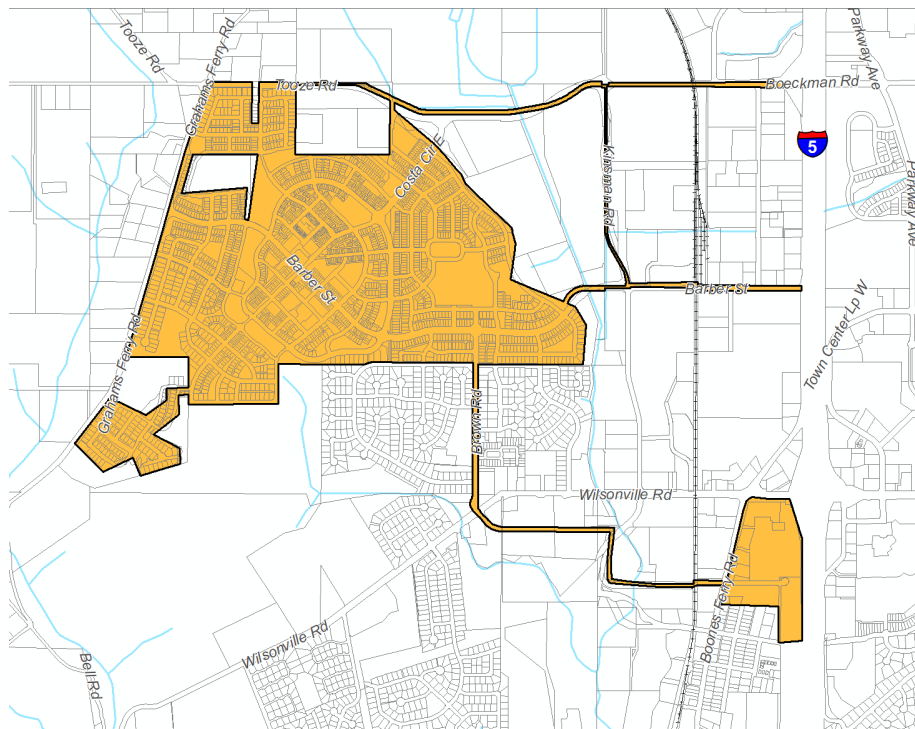 Tooze Rd
Grahams Ferry Rd
Parkway Ave
Tooze Rd
Boeckman Rd
5
Costa Cir E
Kinsman Rd
Parkway Ave
Barber St
Barber St
Town Center Lp W
Grahams Ferry Rd
Brown Rd
Wilsonville Rd
Boones Ferry Rd
Wilsonville Rd
Bell Rd